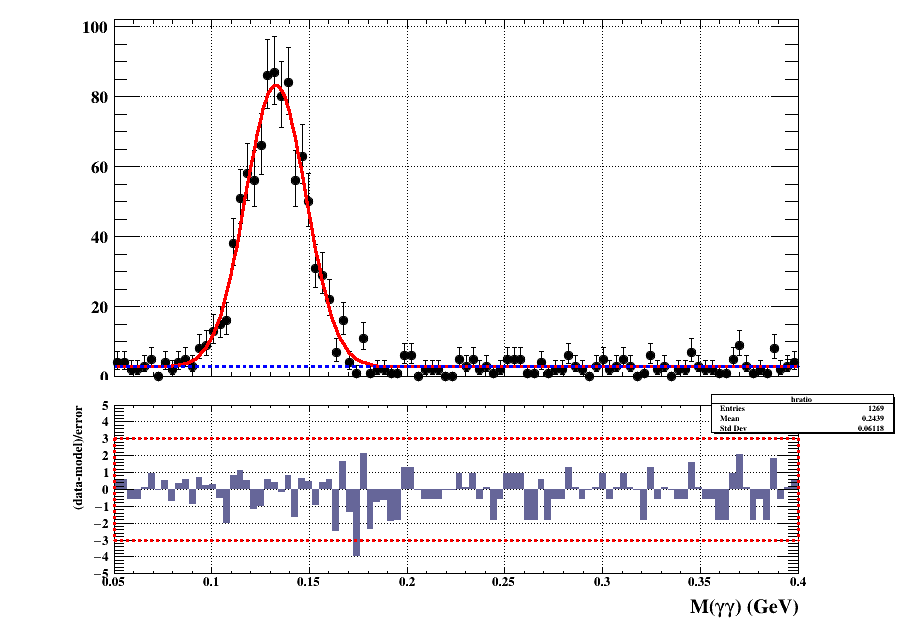 100
80
60
40
20
0
hratio
Entries 1269
Mean 0.2439
Std Dev 0.06118
(data-model)/error
5
4
3
2
1
0
−1
−2
−3
−4
−5
0.05 0.1 0.15 0.2 0.25 0.3 0.35 0.4
M(γγ) (GeV)